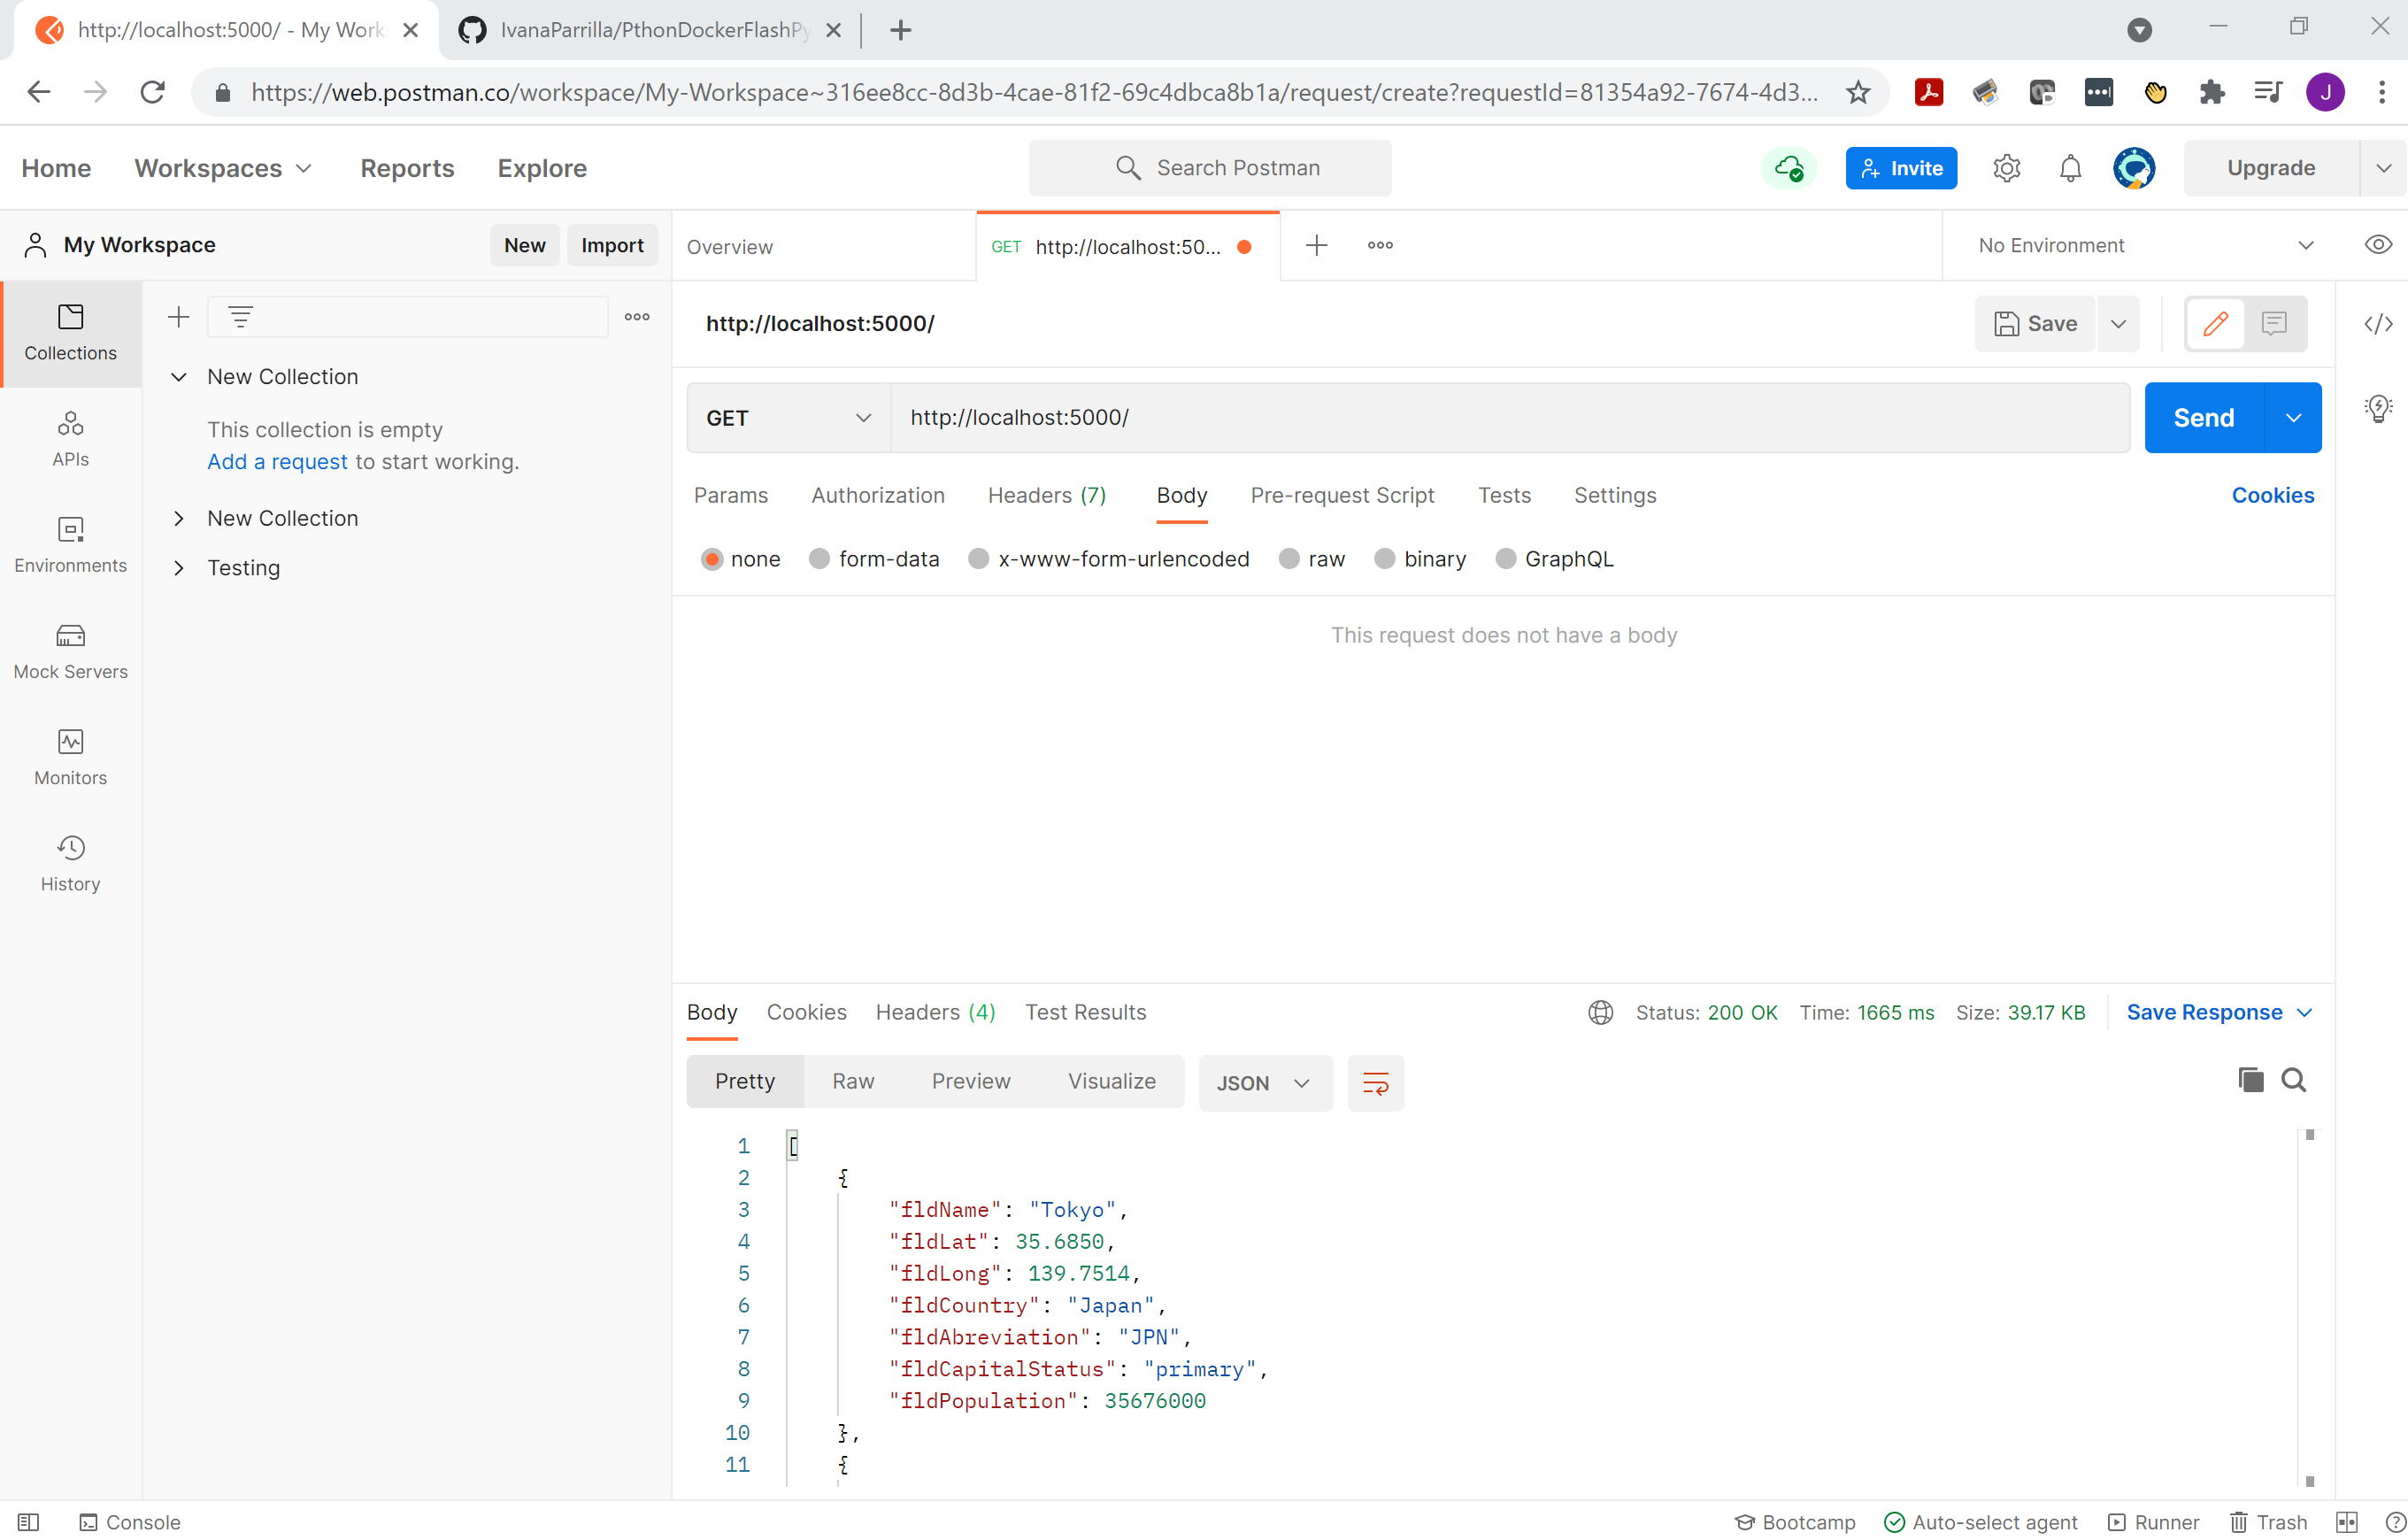 http://localhost:5000/ - My Work
IvanaParrilla/PthonDockerFlashPy
https://web.postman.co/workspace/My-Workspace~316ee8cc-8d3b-4cae-81f2-69c4dbca8b1a/request/create?requestId=81354a92-7674-4d3...
J
Home
Workspaces
Reports
Explore
Search Postman
Invite
Upgrade
My Workspace
New
Import
Overview
GET http://localhost:50...
No Environment
Collections
APIs
Environments
Mock Servers
Monitors
History
New Collection
This collection is empty
Add a request to start working.
New Collection
Testing
http://localhost:5000/
Save
GET
http://localhost:5000/
Send
Params
Authorization
Headers (7)
Body
Pre-request Script
Tests
Settings
Cookies
none
form-data
x-www-form-urlencoded
raw
binary
GraphQL
This request does not have a body
Body
Cookies
Headers (4)
Test Results
Status: 200 OK
Time: 1665 ms
Size: 39.17 KB
Save Response
Pretty
Raw
Preview
Visualize
JSON
1 [
2 {
3 "fldName": "Tokyo",
4 "fldLat": 35.6850,
5 "fldLong": 139.7514,
6 "fldCountry": "Japan",
7 "fldAbreviation": "JPN",
8 "fldCapitalStatus": "primary",
9 "fldPopulation": 35676000
10 },
11 {
Console
Bootcamp
Auto-select agent
Runner
Trash